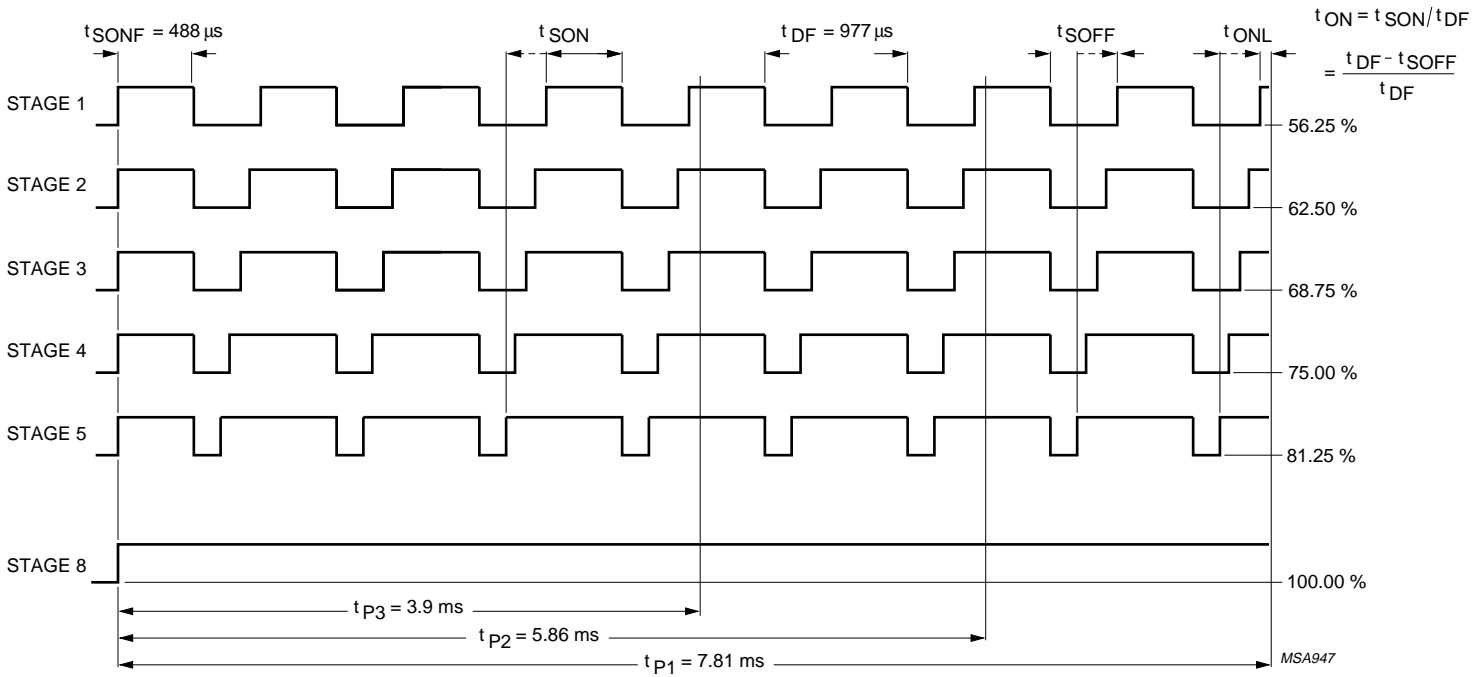 t SONF = 488 µs
t SON
t DF = 977 µs
t SOFF
t ONL
t ON = t SON / t DF
= t DF - t SOFF
t DF
STAGE 1
56.25 %
STAGE 2
62.50 %
STAGE 3
68.75 %
STAGE 4
75.00 %
STAGE 5
81.25 %
STAGE 8
100.00 %
t P3 = 3.9 ms
t P2 = 5.86 ms
t P1 = 7.81 ms
MSA947